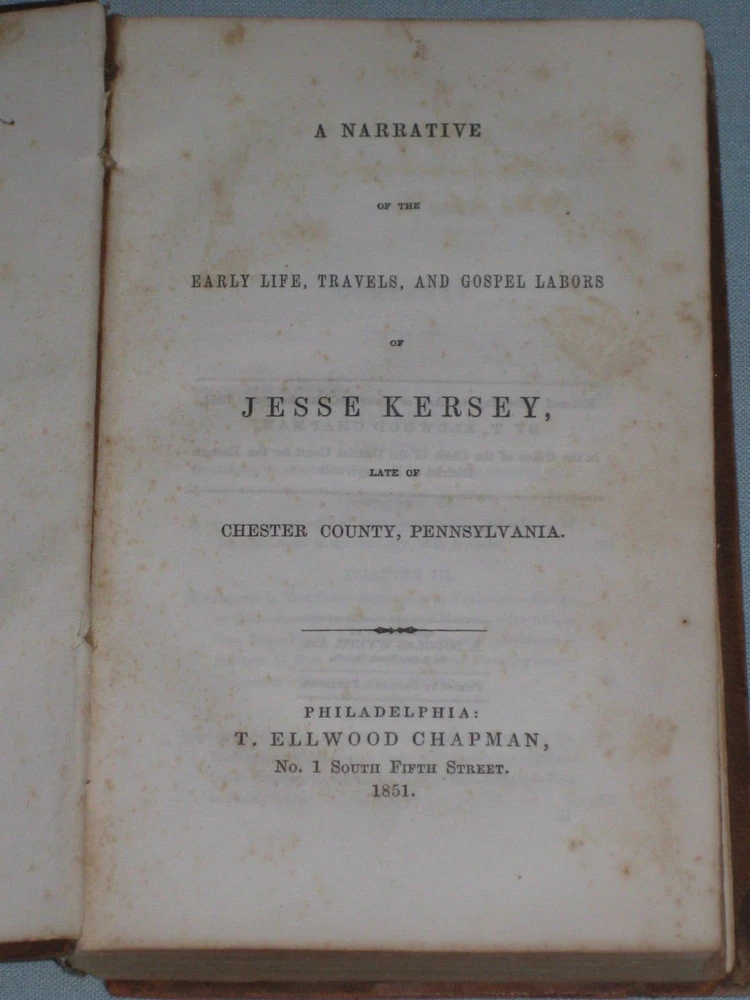 A NARRATIVE
OF THE
EARLY LIFE, TRAVELS, AND GOSPEL LABORS
OF
JESSE KERSEY,
LATE OF
CHESTER COUNTY, PENNSYLVANIA.
PHILADELPHIA:
T. ELLWOOD CHAPMAN,
No. 1 South Fifth Street.
1851.